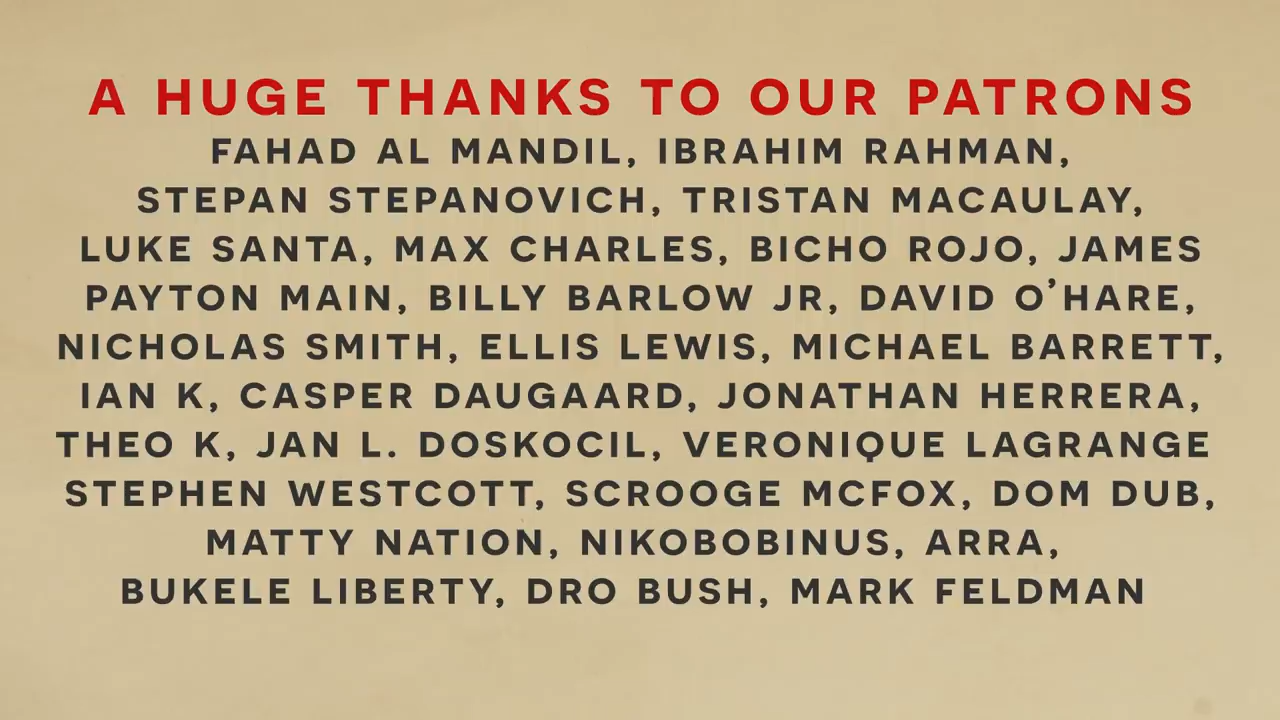 A HUGE THANKS TO OUR PATRONS
FAHAD AL MANDIL, IBRAHIM RAHMAN,
STEPAN STEPANOVICH, TRISTAN MACAULAY,
LUKE SANTA, MAX CHARLES, BICHO ROJO, JAMES
PAYTON MAIN, BILLY BARLOW JR, DAVID O'HARE,
NICHOLAS SMITH, ELLIS LEWIS, MICHAEL BARRETT,
IAN K, CASPER DAUGAARD, JONATHAN HERRERA,
THEO K, JAN L. DOSKOCIL, VERONIQUE LAGRANGE
STEPHEN WESTCOTT, SCROOGE MCFOX, DOM DUB,
MATTY NATION, NIKOBOBINUS, ARRA,
BUKELE LIBERTY, DRO BUSH, MARK FELDMAN